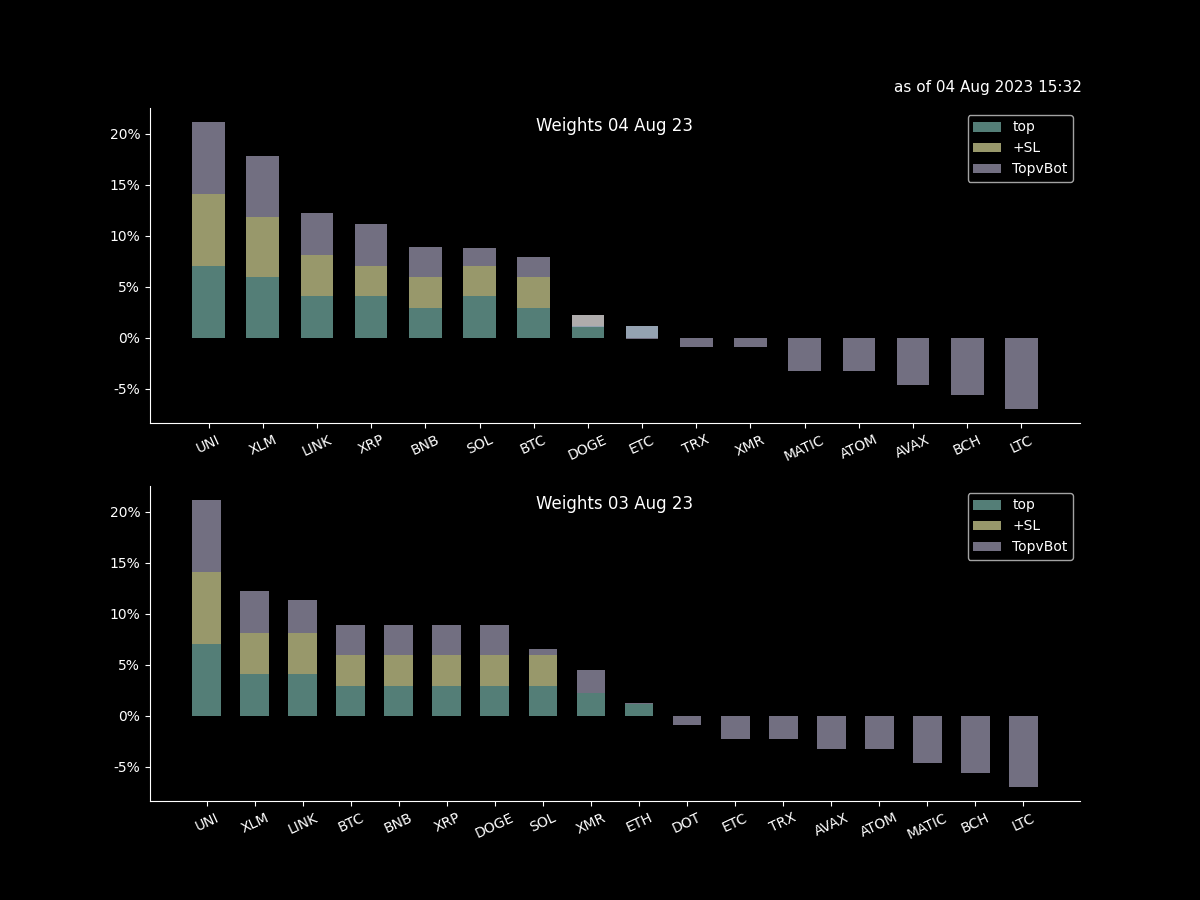 as of 04 Aug 2023 15:32
Weights 04 Aug 23
top
+SL
TopvBot
20%
15%
10%
5%
0%
-5%
UNI XLM LINK XRP BNB SOL BTC DOGE ETC TRX XMR MATIC ATOM AVAX BCH LTC
Weights 03 Aug 23
top
+SL
TopvBot
20%
15%
10%
5%
0%
-5%
UNI XLM LINK BTC BNB XRP DOGE SOL XMR ETH DOT ETC TRX AVAX ATOM MATIC BCH LTC